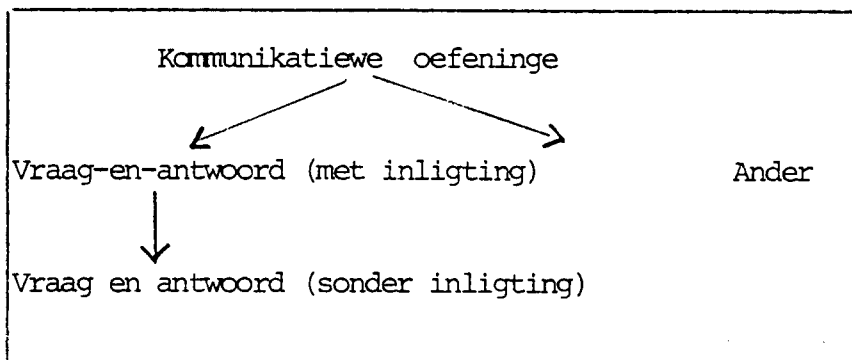 Kommunikatiewe oefeninge
Vraag-en-antwoord (met inligting) Ander
Vraag en antwoord (sonder inligting)